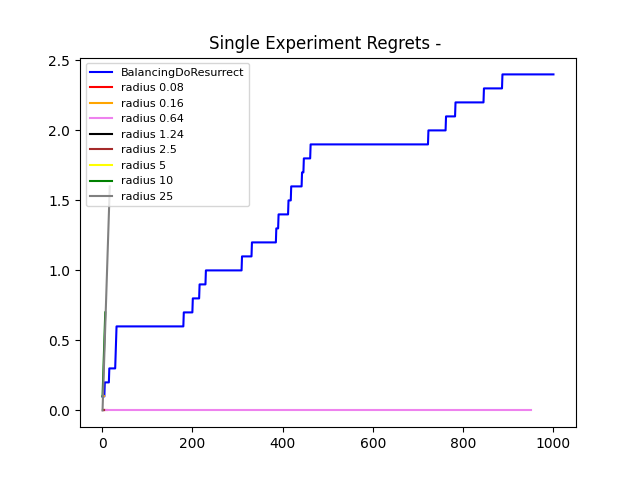 Single Experiment Regrets -
2.5
2.0
1.5
1.0
0.5
0.0
BalancingDoResurrect
radius 0.08
radius 0.16
radius 0.64
radius 1.24
radius 2.5
radius 5
radius 10
radius 25
0 200 400 600 800 1000